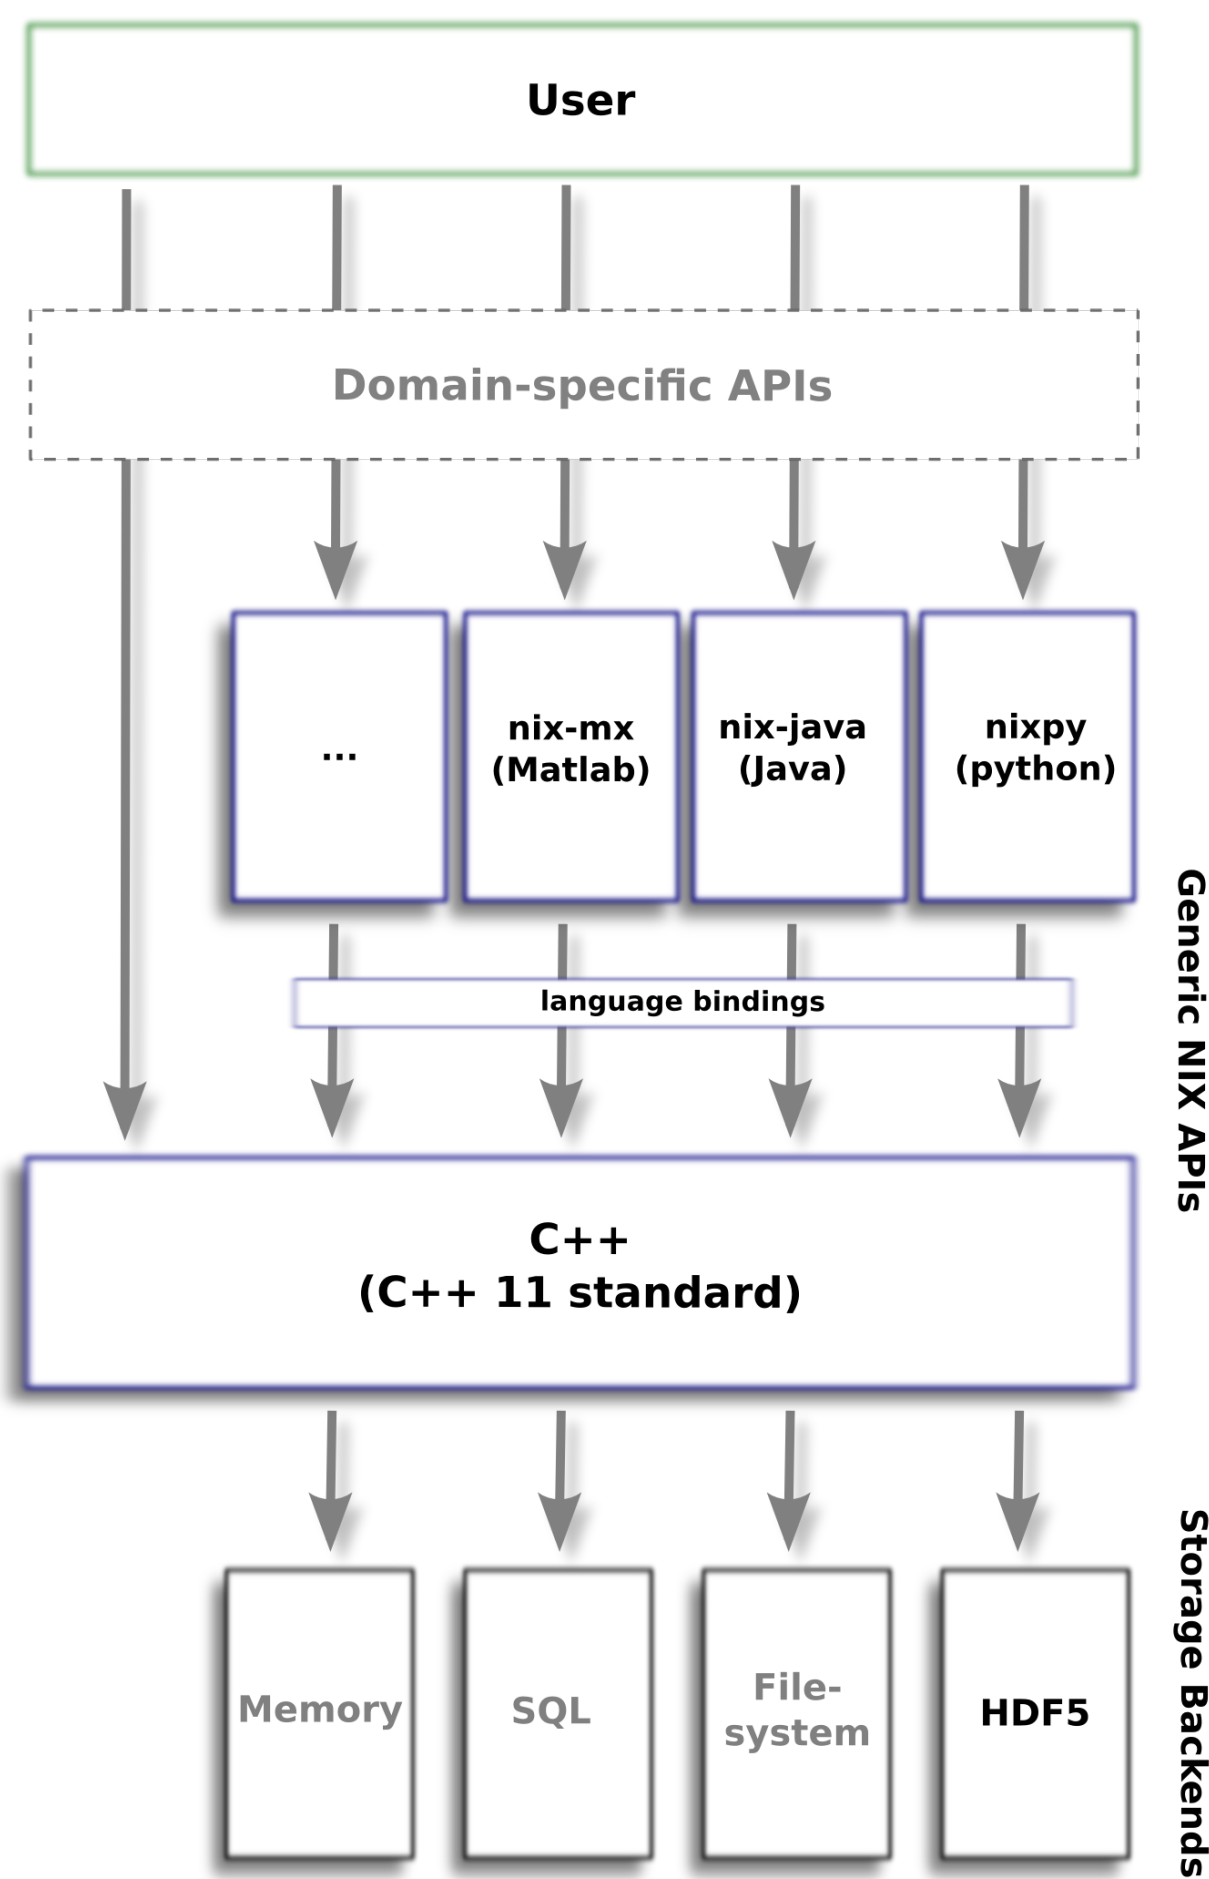 User
Domain-specific APIs
...
nix-mx
(Matlab)
nix-java
(Java)
nixpy
(python)
language bindings
Generic NIX APIs
C++
(C++ 11 standard)
Memory
SQL
File-
system
HDF5
Storage Backends